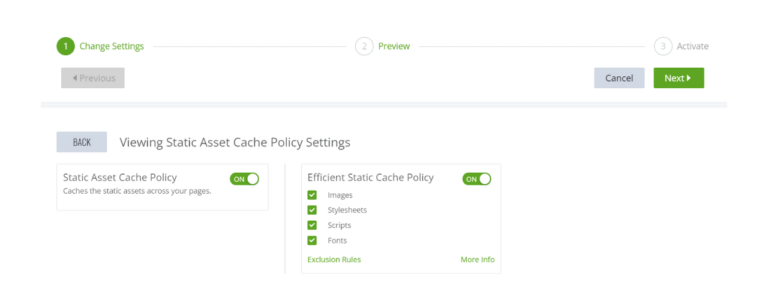 1 Change Settings 2 Preview 3 Activate
Previous Cancel Next
BACK Viewing Static Asset Cache Policy Settings
Static Asset Cache Policy ON
Caches the static assets across your pages.
Efficient Static Cache Policy ON
Images
Stylesheets
Scripts
Fonts
Exclusion Rules More Info